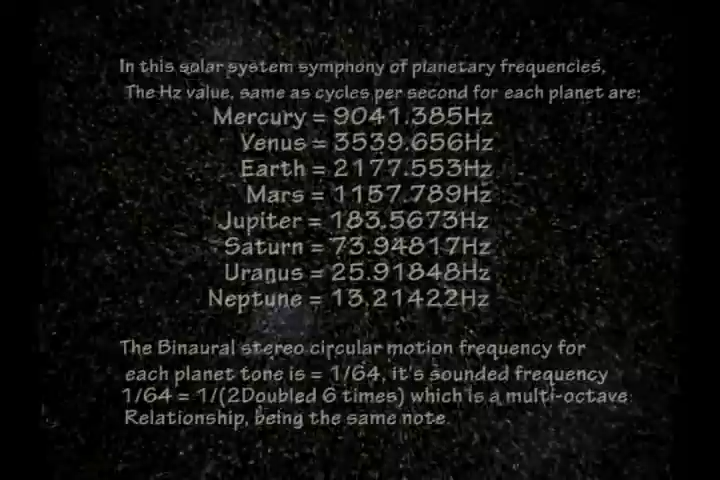 In this solar system symphony of planetary frequencies,
The Hz value, same as cycles per second for each planet are:
Mercury = 9041.385Hz
Venus = 3539.656Hz
Earth = 2177.553Hz
Mars = 1157.789Hz
Jupiter = 183.5673Hz
Saturn = 73.94817Hz
Uranus = 25.91848Hz
Neptune = 13.21422Hz
The Binaural stereo circular motion frequency for
each planet tone is = 1/64, it's sounded frequency
1/64 = 1/(2Doubled 6 times) which is a multi-octave
Relationship, being the same note.